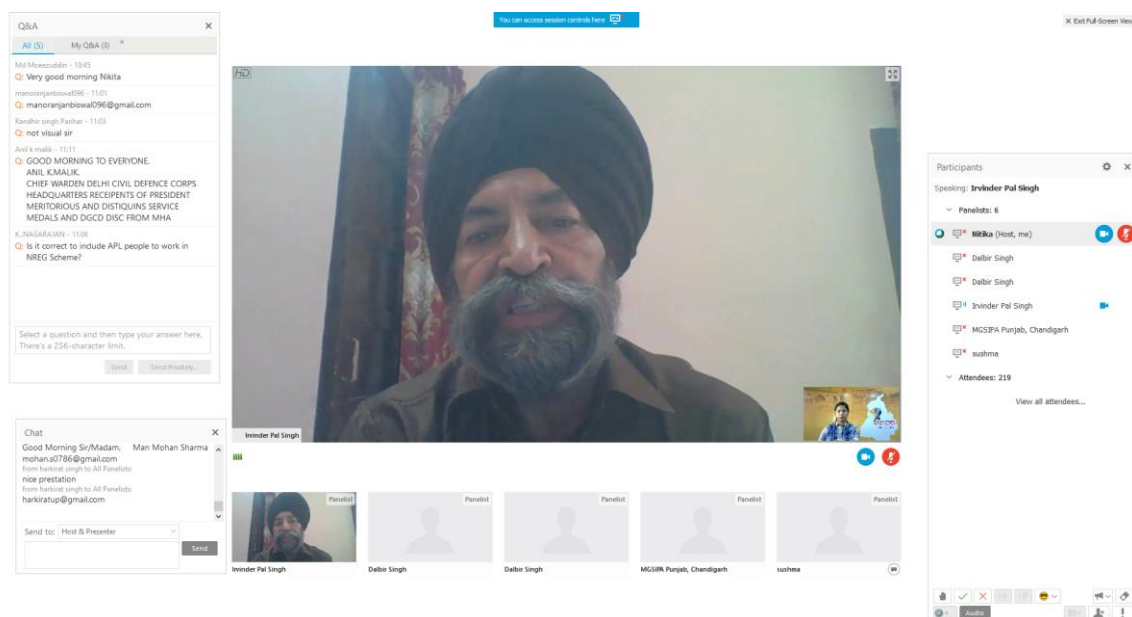 You can access session controls here
Exit Full-Screen View
Q&A
All (5)
My Q&A (3)
Md Moeezuddin - 10:45
Q: Very good morning Nikita
manoranjanbiswal096 - 11:01
Q: manoranjanbiswal096@gmail.com
Randhir singh Parihar - 11:03
Q: not visual sir
Anil k malik - 11:11
Q: GOOD MORNING TO EVERYONE.
ANIL K.MALIK.
CHIEF WARDEN DELHI CIVIL DEFENCE CORPS
HEADQUARTERS RECEIPENTS OF PRESIDENT
MERITORIOUS AND DISTIQUINS SERVICE
MEDALS AND DGCD DISC FROM MHA
K..NAGARAJAN - 11:06
Q: Is it correct to include APL people to work in
NREG Scheme?
Select a question and then type your answer here.
There's a 256-character limit.
Send
Send Privately...
HD
Irvinder Pal Singh
Chat
Good Morning Sir/Madam. Man Mohan Sharma
mohan.s0786@gmail.com
from harkirat singh to All Panelists:
nice prestation
from harkirat singh to All Panelists:
harkiratup@gmail.com
Send to: Host & Presenter
Send
Panelist
Irvinder Pal Singh
Panelist
Dalbir Singh
Panelist
Dalbir Singh
Panelist
MGSIPA Punjab, Chandigarh
Panelist
sushma
Participants
Speaking: Irvinder Pal Singh
Panelists: 6
Nitika (Host, me)
Dalbir Singh
Dalbir Singh
Irvinder Pal Singh
MGSIPA Punjab, Chandigarh
sushma
Attendees: 219
View all attendees...
Audio